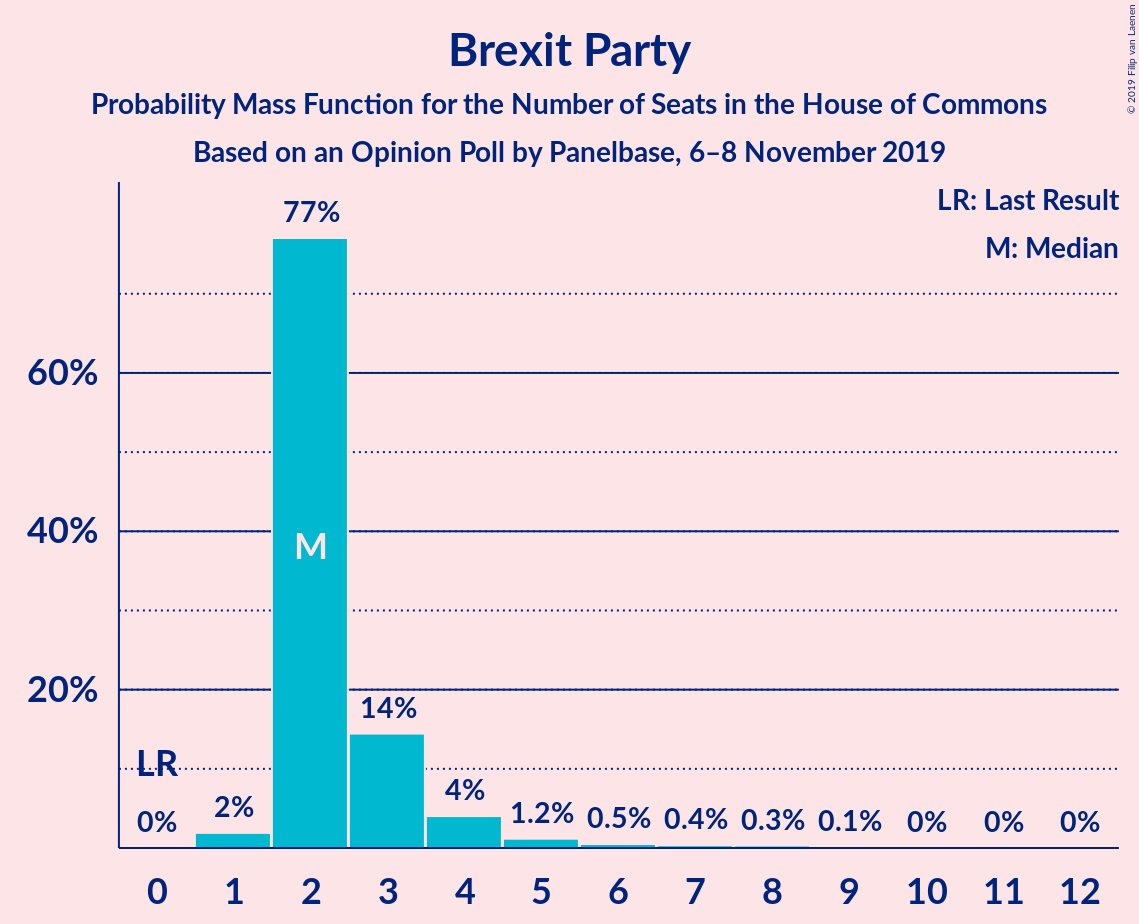 Brexit Party
Probability Mass Function for the Number of Seats in the House of Commons
Based on an Opinion Poll by Panelbase, 6–8 November 2019
© 2019 Filip van Laenen
LR: Last Result
M: Median
77%
60%
40%
M
20%
14%
LR
4%
2%
1.2%
0.5%
0.4%
0.3%
0.1%
0%
0%
0%
0%
0 1 2 3 4 5 6 7 8 9 10 11 12